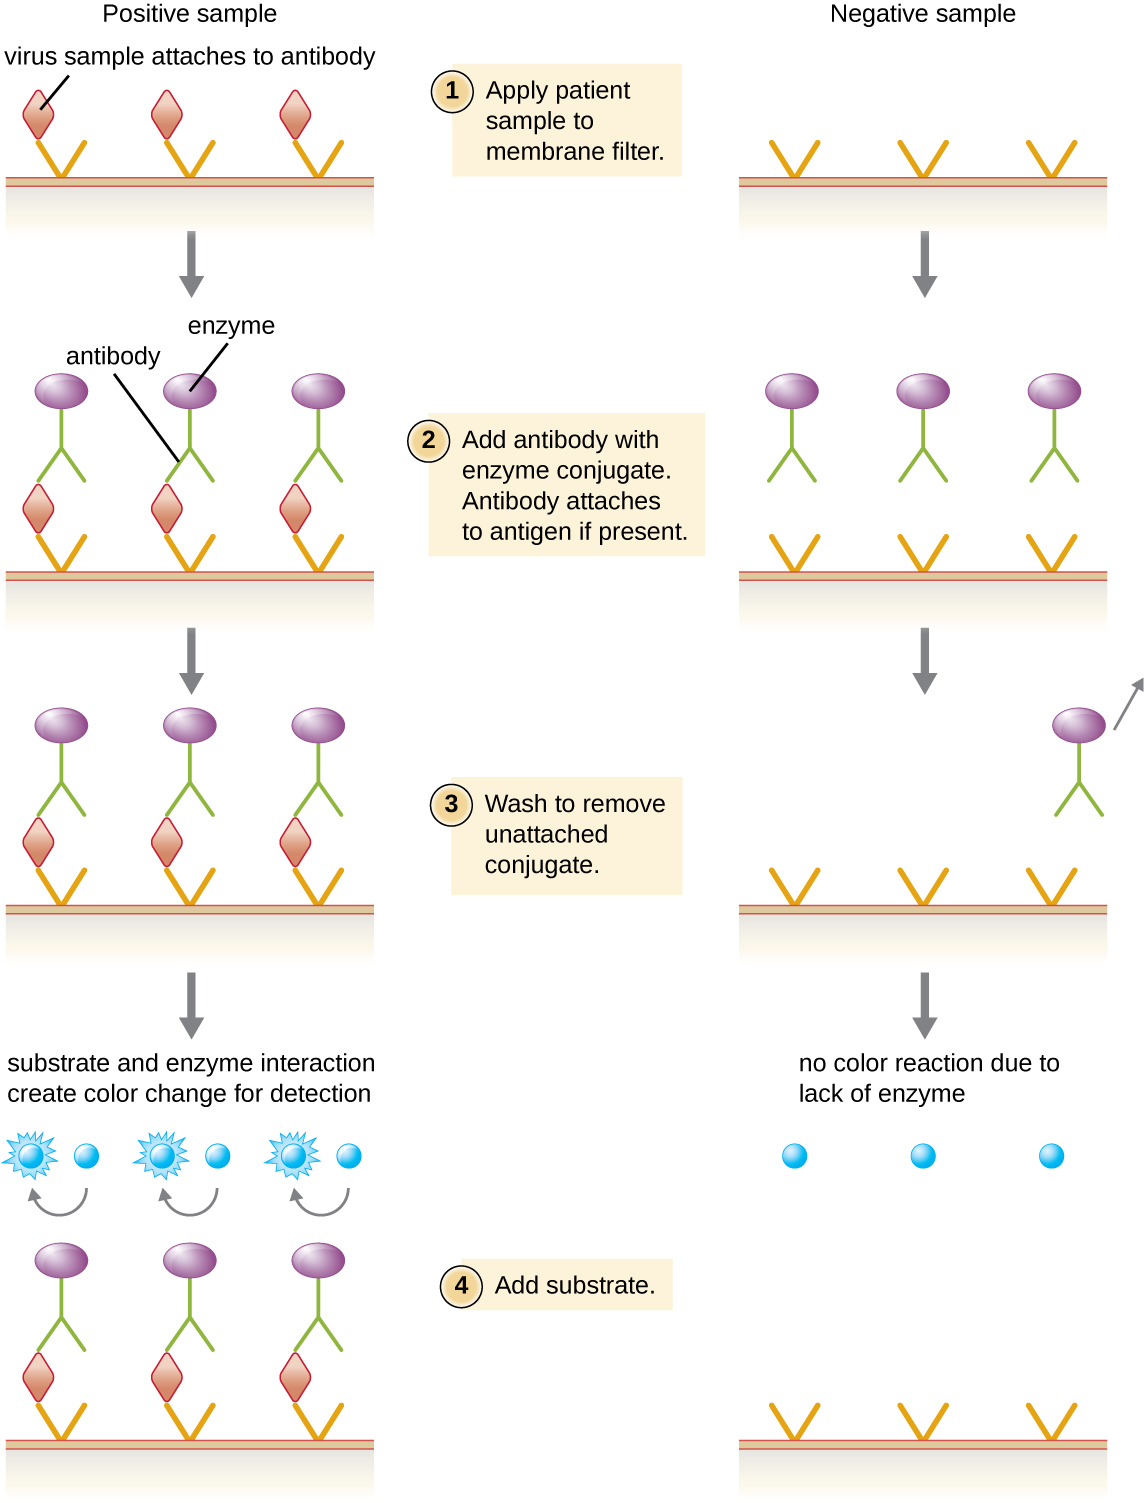 Positive sample
Negative sample
virus sample attaches to antibody
1
Apply patient
sample to
membrane filter.
enzyme
antibody
2
Add antibody with
enzyme conjugate.
Antibody attaches
to antigen if present.
3
Wash to remove
unattached
conjugate.
substrate and enzyme interaction
create color change for detection
no color reaction due to
lack of enzyme
4
Add substrate.